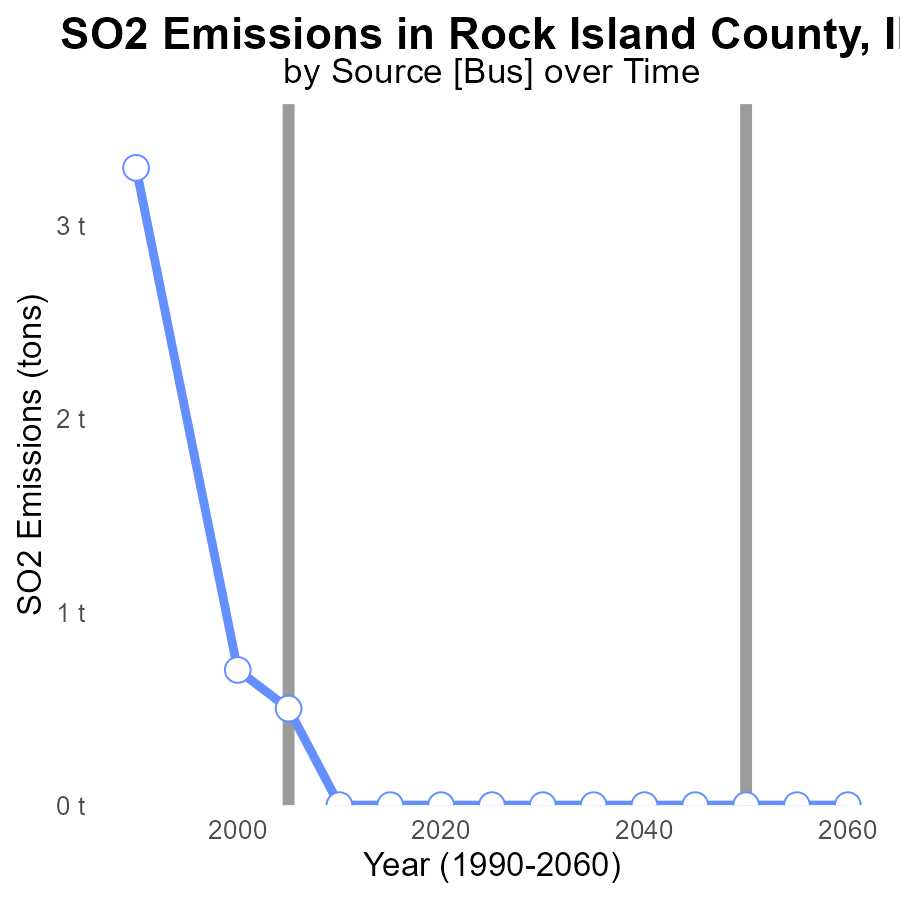 SO2 Emissions in Rock Island County, Il
by Source [Bus] over Time
3 t
2 t
1 t
0 t
SO2 Emissions (tons)
2000 2020 2040 2060
Year (1990-2060)